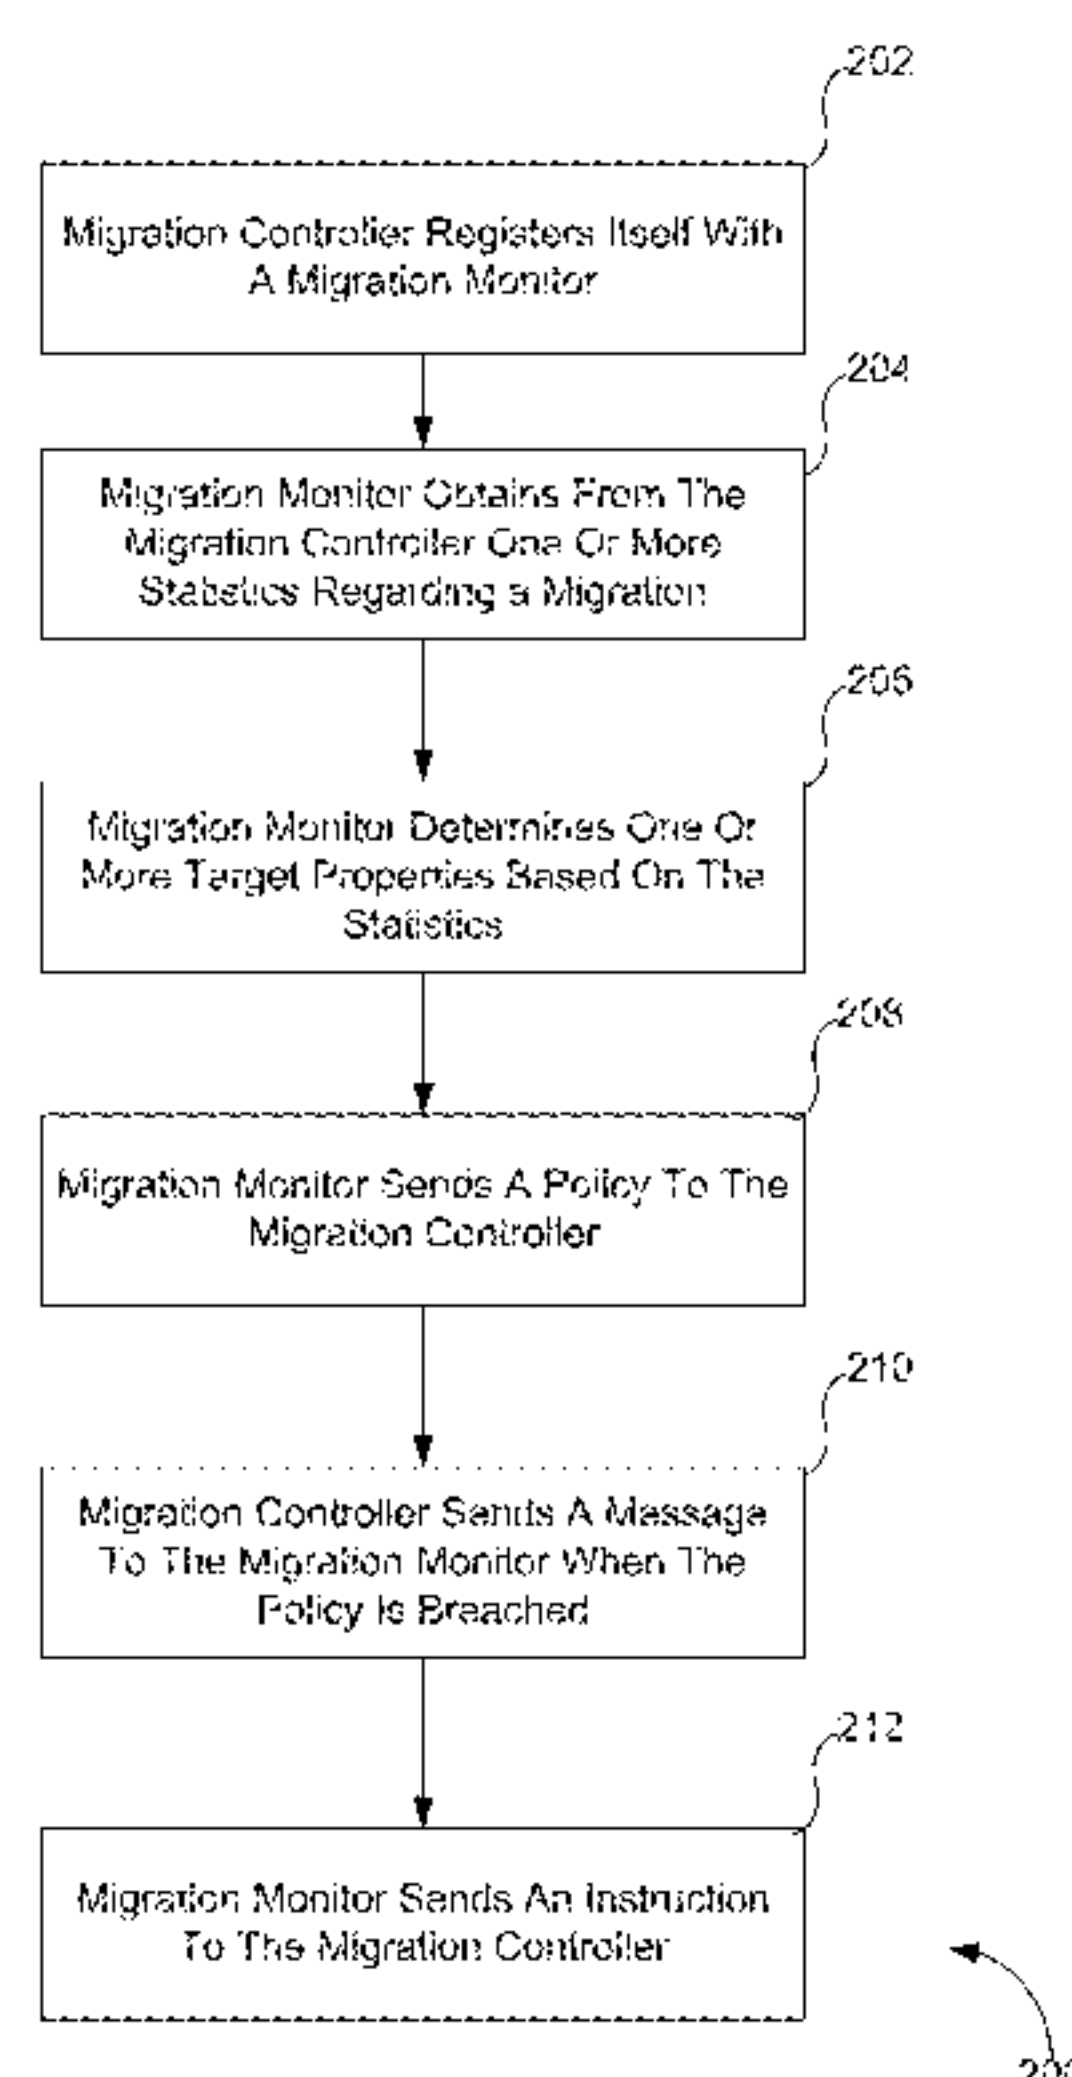 202
Migration Controller Registers Itself With
A Migration Monitor
204
Migration Monitor Obtains From The
Migration Controller One Or More
Statistics Regarding a Migration
206
Migration Monitor Determines One Or
More Target Properties Based On The
Statistics
208
Migration Monitor Sends A Policy To The
Migration Controller
210
Migration Controller Sends A Message
To The Migration Monitor When The
Policy Is Breached
212
Migration Monitor Sends An Instruction
To The Migration Controller